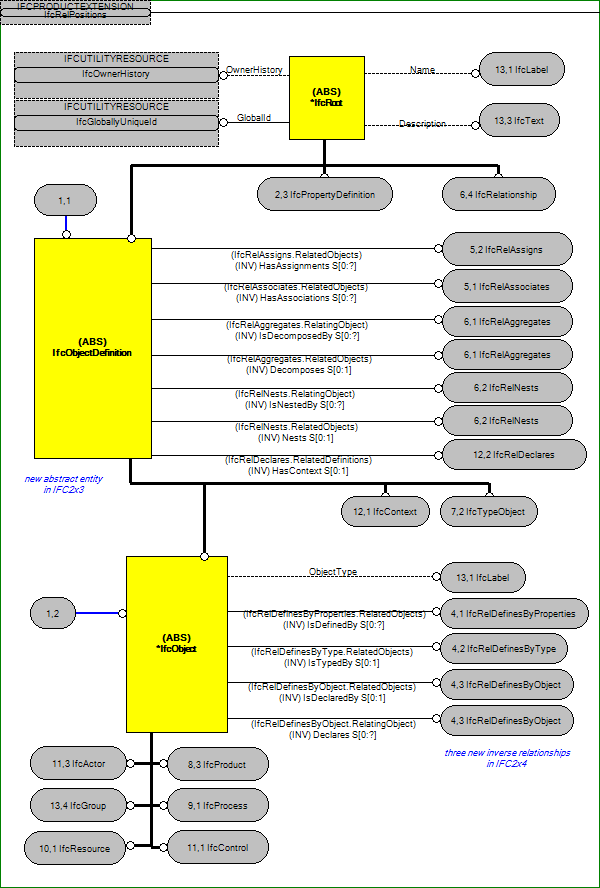 IFCPRODUCTEXTENSION
IfcRelPositions
IFCUTILITYRESOURCE
IfcOwnerHistory
OwnerHistory
(ABS)
*IfcRoot
Name
13,1 IfcLabel
IFCUTILITYRESOURCE
IfcGloballyUniqueId
GlobalId
Description
13,3 IfcText
2,3 IfcPropertyDefinition
6,4 IfcRelationship
1,1
(ABS)
IfcObjectDefinition
(IfcRelAssigns.RelatedObjects)
(INV) HasAssignments S[0:?]
5,2 IfcRelAssigns
(IfcRelAssociates.RelatedObjects)
(INV) HasAssociations S[0:?]
5,1 IfcRelAssociates
(IfcRelAggregates.RelatingObject)
(INV) IsDecomposedBy S[0:?]
6,1 IfcRelAggregates
(IfcRelAggregates.RelatedObjects)
(INV) Decomposes S[0:1]
6,1 IfcRelAggregates
(IfcRelNests.RelatingObject)
(INV) IsNestedBy S[0:?]
6,2 IfcRelNests
(IfcRelNests.RelatedObjects)
(INV) Nests S[0:1]
6,2 IfcRelNests
(IfcRelDeclares.RelatedDefinitions)
(INV) HasContext S[0:1]
12,2 IfcRelDeclares
new abstract entity
in IFC2x3
12,1 IfcContext
7,2 IfcTypeObject
1,2
(ABS)
*IfcObject
ObjectType
13,1 IfcLabel
(IfcRelDefinesByProperties.RelatedObjects)
(INV) IsDefinedBy S[0:?]
4,1 IfcRelDefinesByProperties
(IfcRelDefinesByType.RelatedObjects)
(INV) IsTypedBy S[0:1]
4,2 IfcRelDefinesByType
(IfcRelDefinesByObject.RelatedObjects)
(INV) IsDeclaredBy S[0:1]
4,3 IfcRelDefinesByObject
(IfcRelDefinesByObject.RelatingObject)
(INV) Declares S[0:?]
4,3 IfcRelDefinesByObject
three new inverse relationships
in IFC2x4
11,3 IfcActor
8,3 IfcProduct
13,4 IfcGroup
9,1 IfcProcess
10,1 IfcResource
11,1 IfcControl